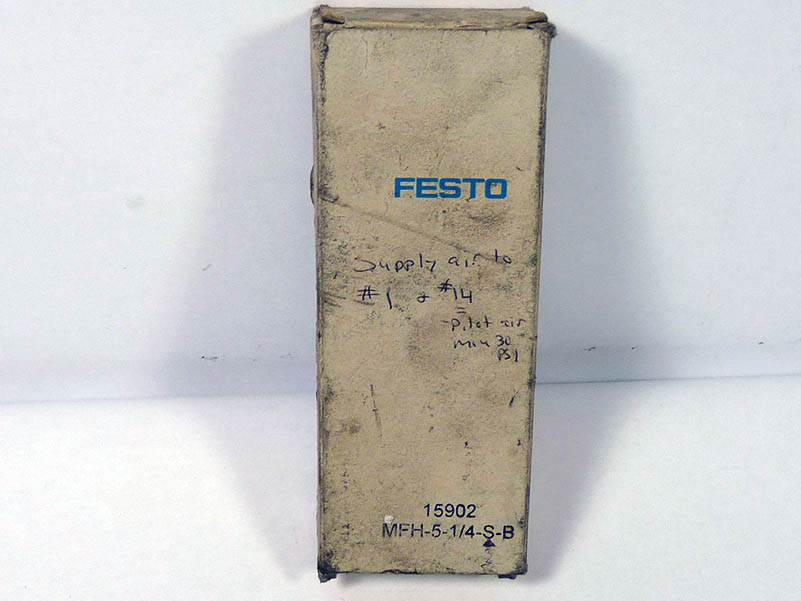 FESTO
Supply air to
#1 & #14
=
Pilot air
min 30
PSI
15902
MFH-5-1/4-S-B